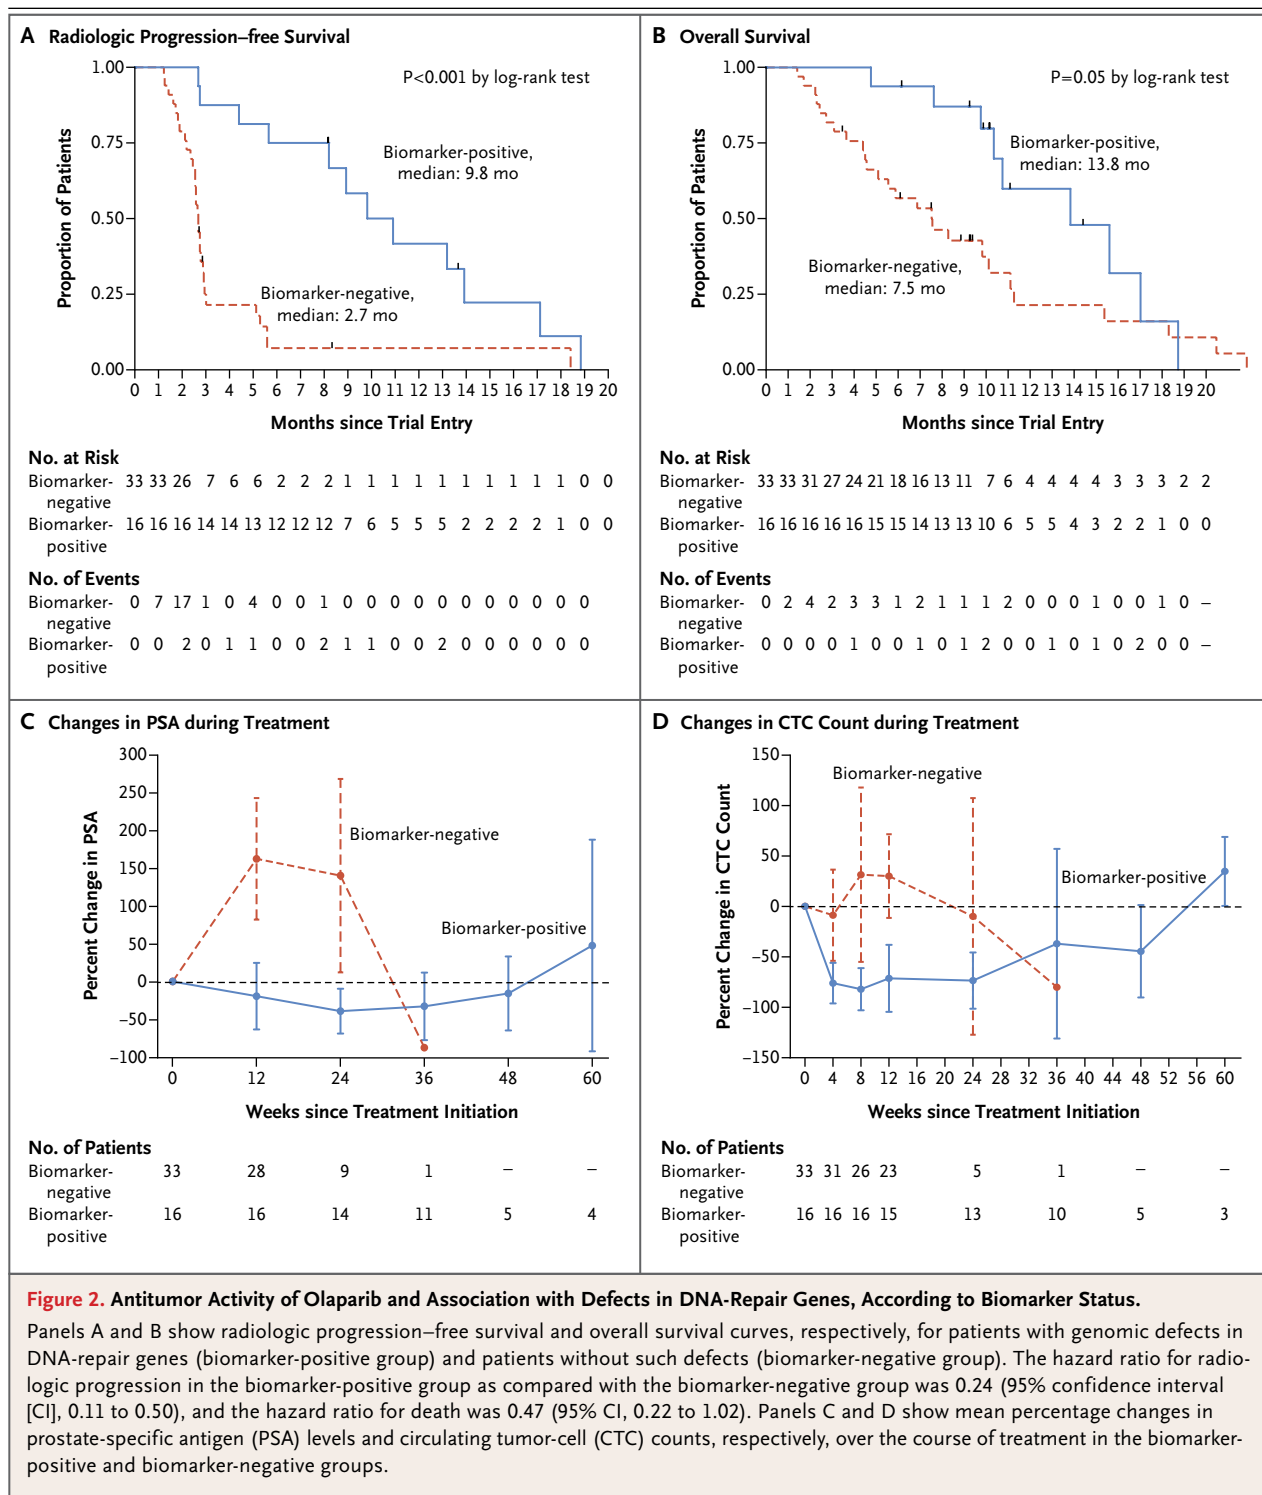 A Radiologic Progression–free Survival
1.00
0.75
0.50
0.25
0.00
Proportion of Patients
P<0.001 by log-rank test
Biomarker-positive,
median: 9.8 mo
Biomarker-negative,
median: 2.7 mo
0 1 2 3 4 5 6 7 8 9 10 11 12 13 14 15 16 17 18 19 20
Months since Trial Entry
No. at Risk
Biomarker- 33 33 26 7 6 6 2 2 2 1 1 1 1 1 1 1 1 1 1 0 0
negative
Biomarker- 16 16 16 14 14 13 12 12 12 7 6 5 5 5 2 2 2 2 1 0 0
positive
No. of Events
Biomarker- 0 7 17 1 0 4 0 0 1 0 0 0 0 0 0 0 0 0 0 0
negative
Biomarker- 0 0 2 0 1 1 0 0 2 1 1 0 0 2 0 0 0 0 0 0
positive
B Overall Survival
1.00
0.75
0.50
0.25
0.00
Proportion of Patients
P=0.05 by log-rank test
Biomarker-positive,
median: 13.8 mo
Biomarker-negative,
median: 7.5 mo
0 1 2 3 4 5 6 7 8 9 10 11 12 13 14 15 16 17 18 19 20
Months since Trial Entry
No. at Risk
Biomarker- 33 33 31 27 24 21 18 16 13 11 7 6 4 4 4 4 3 3 3 2 2
negative
Biomarker- 16 16 16 16 16 15 15 14 13 13 10 6 5 5 4 3 2 2 1 0 0
positive
No. of Events
Biomarker- 0 2 4 2 3 3 1 2 1 1 1 2 0 0 0 1 0 0 1 0 –
negative
Biomarker- 0 0 0 0 1 0 0 1 0 1 2 0 0 1 0 1 0 2 0 0 –
positive
C Changes in PSA during Treatment
300
250
200
150
100
50
0
−50
−100
Percent Change in PSA
Biomarker-negative
Biomarker-positive
0 12 24 36 48 60
Weeks since Treatment Initiation
No. of Patients
Biomarker- 33 28 9 1 – –
negative
Biomarker- 16 16 14 11 5 4
positive
D Changes in CTC Count during Treatment
150
100
50
0
−50
−100
−150
Percent Change in CTC Count
Biomarker-negative
Biomarker-positive
0 4 8 12 16 20 24 28 32 36 40 44 48 52 56 60
Weeks since Treatment Initiation
No. of Patients
Biomarker- 33 31 26 23 5 1 – –
negative
Biomarker- 16 16 16 15 13 10 5 3
positive
Figure 2. Antitumor Activity of Olaparib and Association with Defects in DNA-Repair Genes, According to Biomarker Status.
Panels A and B show radiologic progression–free survival and overall survival curves, respectively, for patients with genomic defects in
DNA-repair genes (biomarker-positive group) and patients without such defects (biomarker-negative group). The hazard ratio for radio-
logic progression in the biomarker-positive group as compared with the biomarker-negative group was 0.24 (95% confidence interval
[CI], 0.11 to 0.50), and the hazard ratio for death was 0.47 (95% CI, 0.22 to 1.02). Panels C and D show mean percentage changes in
prostate-specific antigen (PSA) levels and circulating tumor-cell (CTC) counts, respectively, over the course of treatment in the biomarker-
positive and biomarker-negative groups.